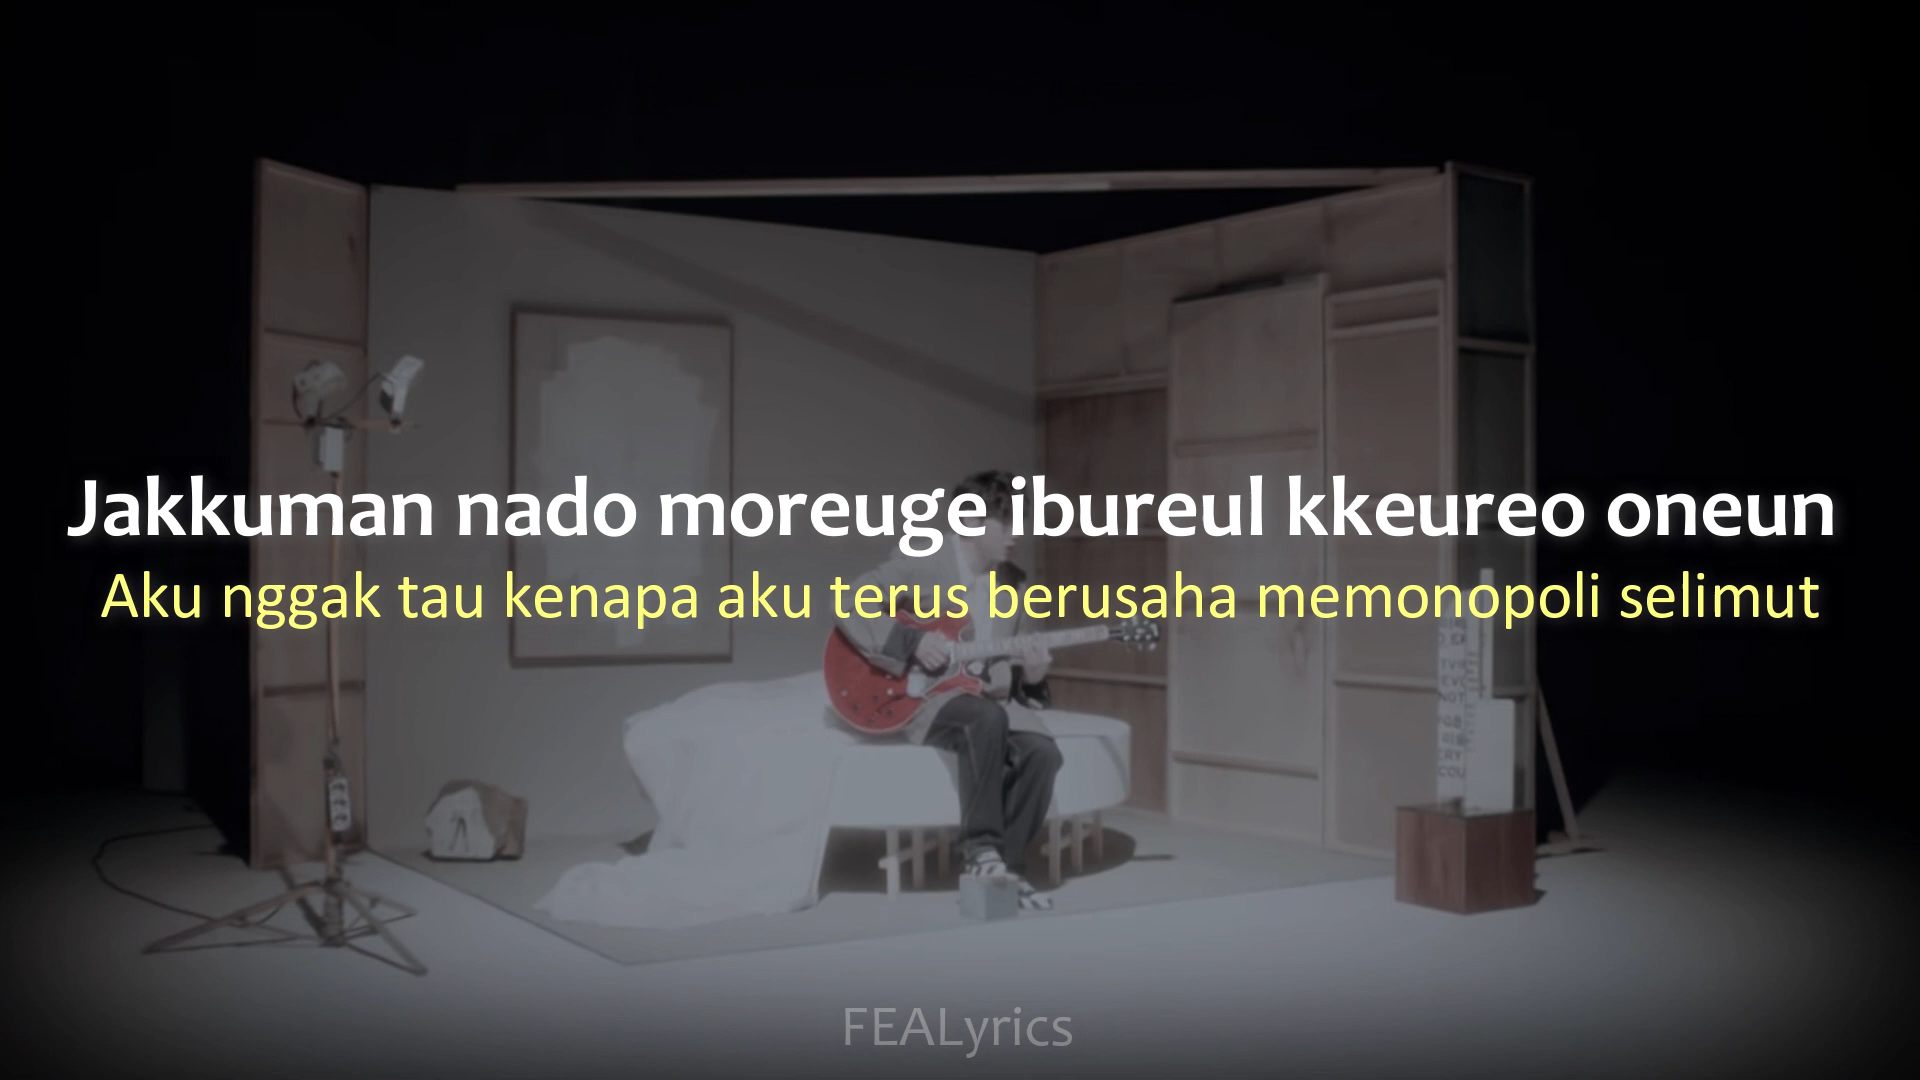 Jakkuman nado moreuge ibureul kkeureo oneun
Aku nggak tau kenapa aku terus berusaha memonopoli selimut
FEALyrics